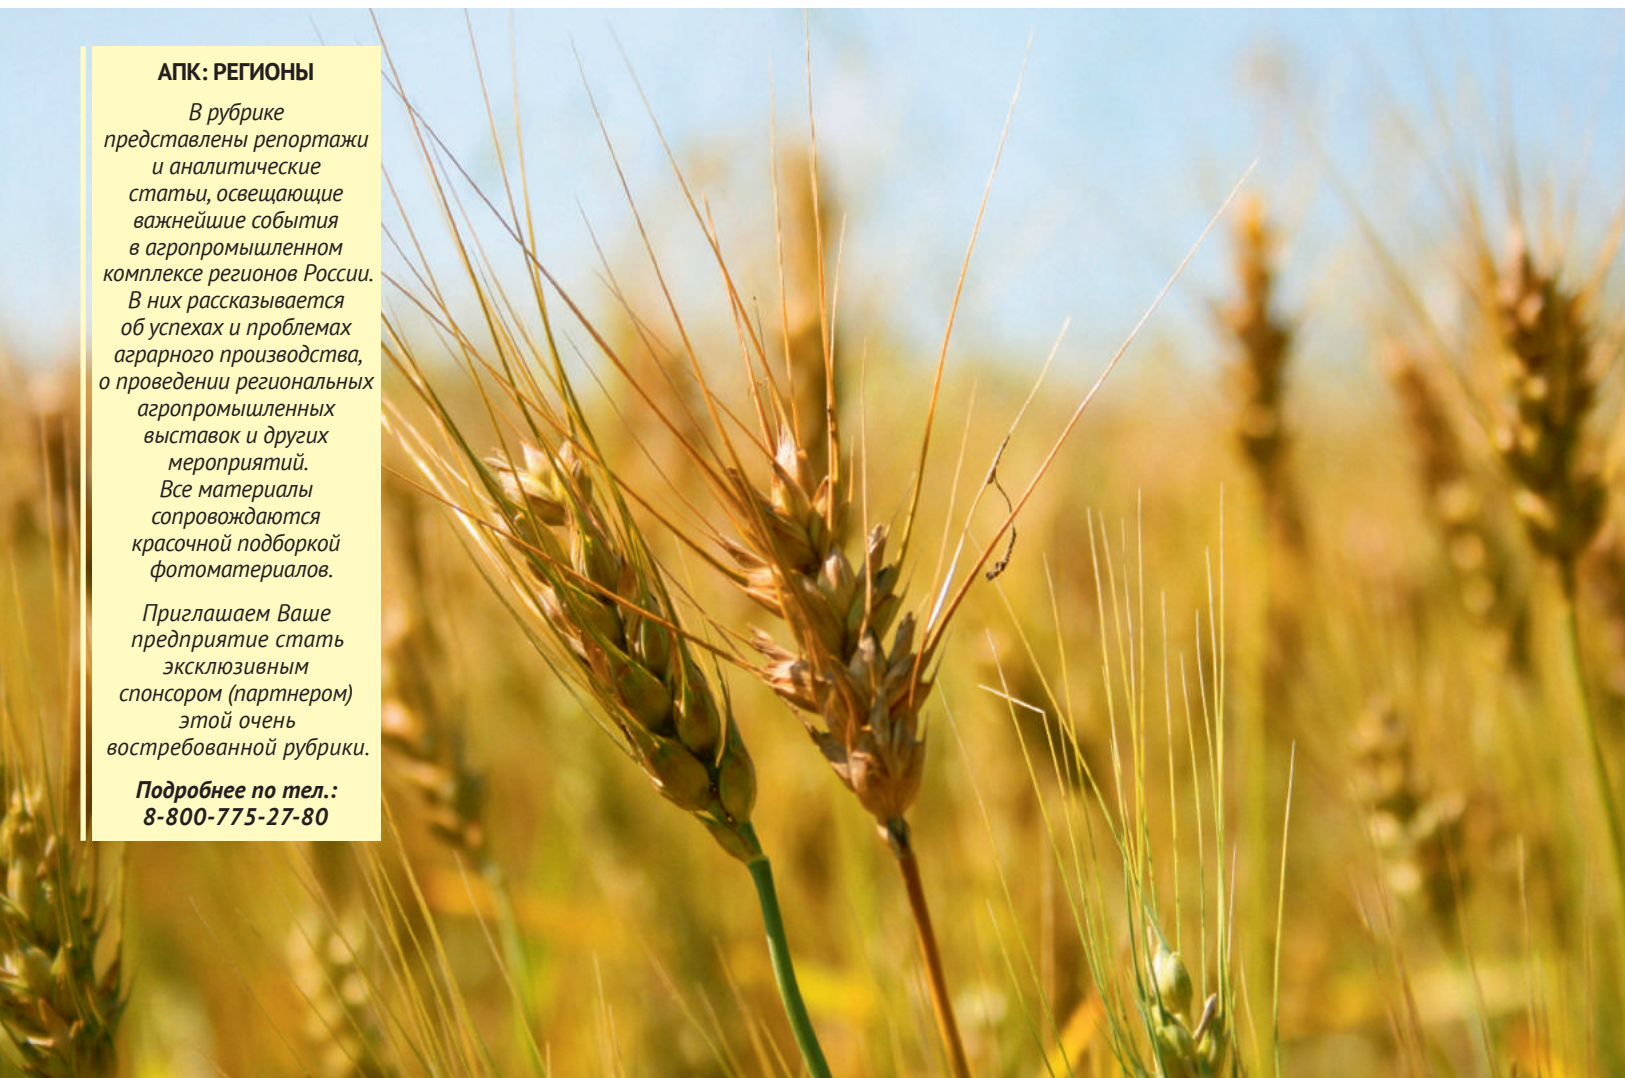 АПК: РЕГИОНЫ
В рубрике
представлены репортажи
и аналитические
статьи, освещающие
важнейшие события
в агропромышленном
комплексе регионов России.
В них рассказывается
об успехах и проблемах
аграрного производства,
о проведении региональных
агропромышленных
выставок и других
мероприятий.
Все материалы
сопровождаются
красочной подборкой
фотоматериалов.
Приглашаем Ваше
предприятие стать
эксклюзивным
спонсором (партнером)
этой очень
востребованной рубрики.
Подробнее по тел.:
8-800-775-27-80